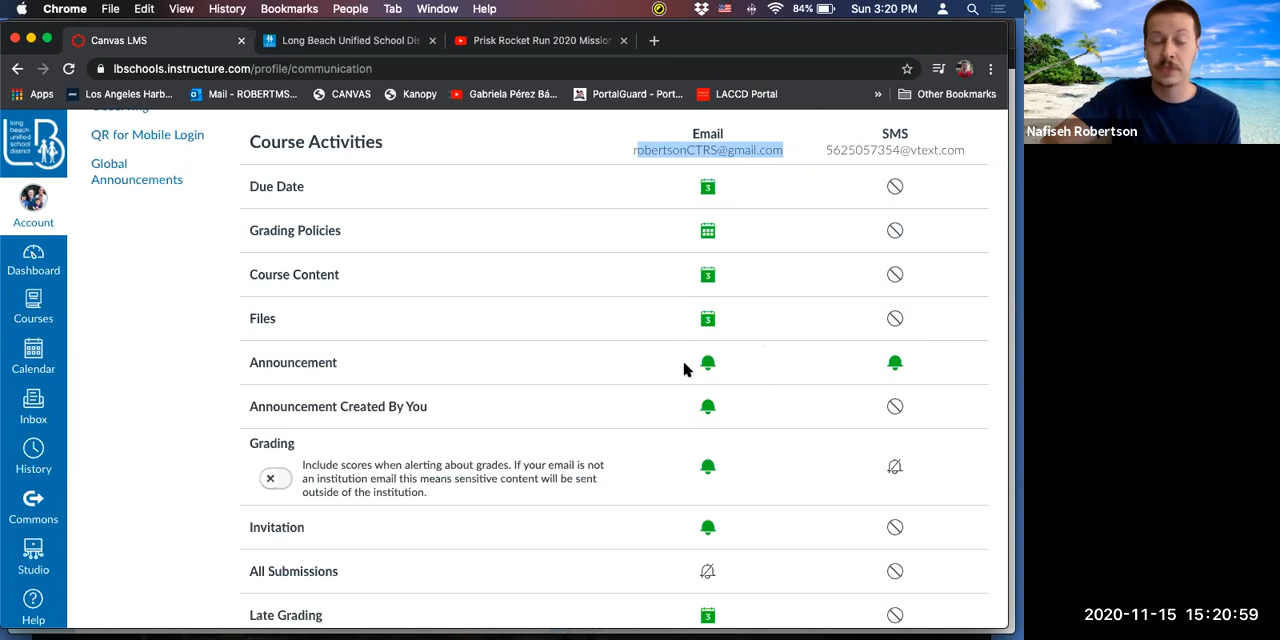 Chrome File Edit View History Bookmarks People Tab Window Help 84% Sun 3:20 PM
Canvas LMS Long Beach Unified School Dis Prisk Rocket Run 2020 Mission
lbschools.instructure.com/profile/communication
Apps Los Angeles Harb... Mail - ROBERTMS... CANVAS Kanopy Gabriela Pérez Bá... PortalGuard - Port... LACCD Portal » Other Bookmarks
long beach unified school district
QR for Mobile Login
Global
Announcements
Account
Dashboard
Courses
Calendar
Inbox
History
Commons
Studio
Help
Course Activities
Email
SMS
robertsonCTRS@gmail.com
5625057354@vtext.com
Due Date
Grading Policies
Course Content
Files
Announcement
Announcement Created By You
Grading
Include scores when alerting about grades. If your email is not
an institution email this means sensitive content will be sent
outside of the institution.
Invitation
All Submissions
Late Grading
Nafiseh Robertson
2020-11-15 15:20:59